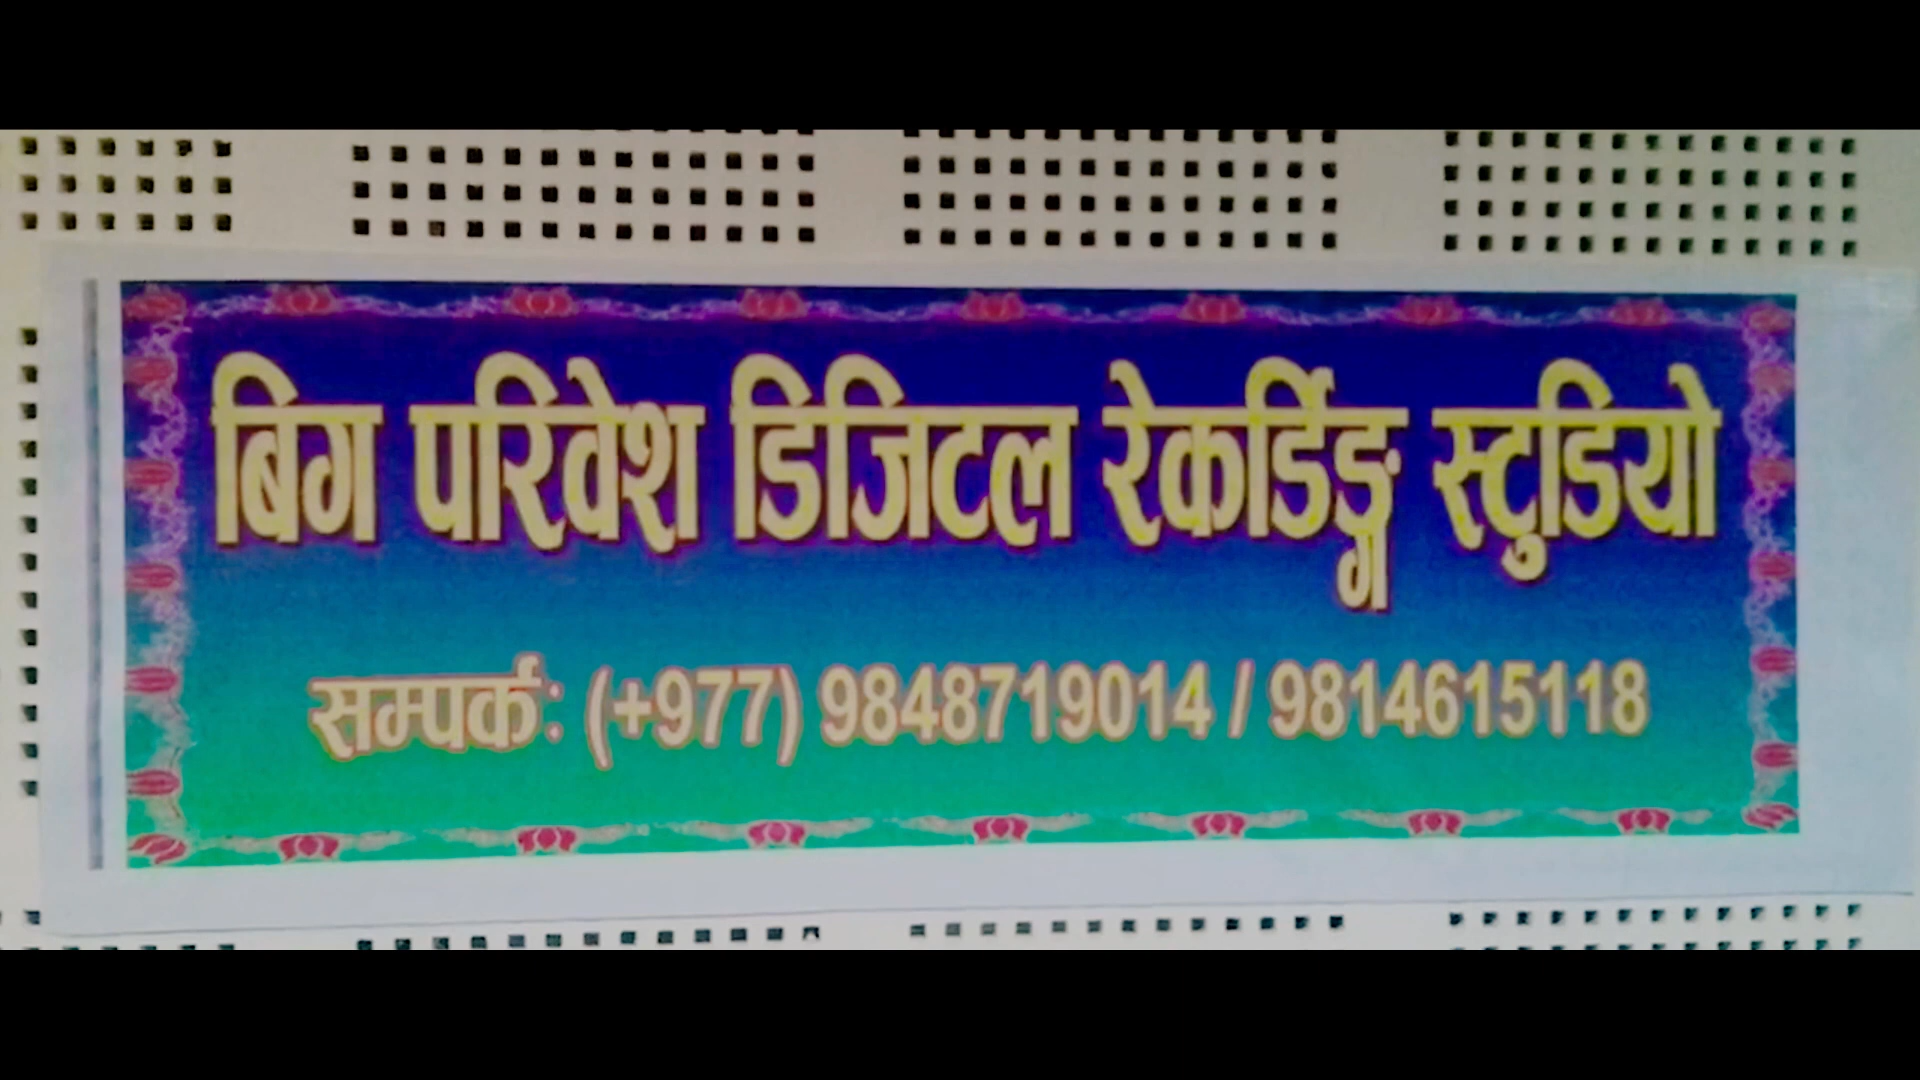 बिग परिवेश डिजिटल रेकर्डिङ्ग स्टुडियो
सम्पर्क: (+977) 9848719014 / 9814615118